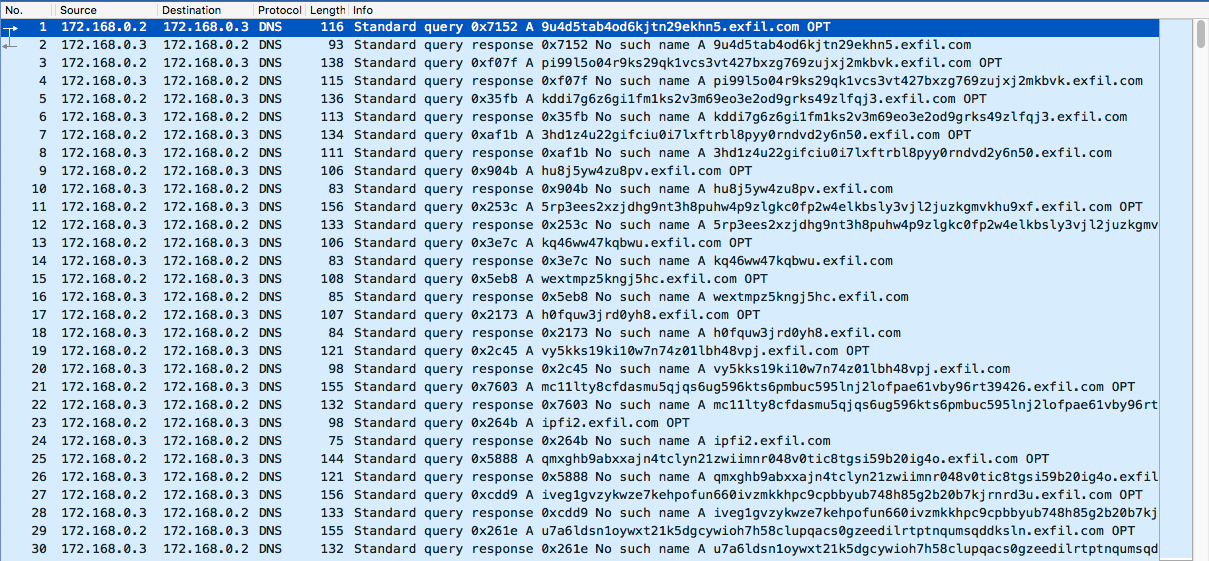 No. Source Destination Protocol Length Info
1 172.168.0.2 172.168.0.3 DNS 116 Standard query 0x7152 A 9u4d5tab4od6kjtn29ekhn5.exfil.com OPT
2 172.168.0.3 172.168.0.2 DNS 93 Standard query response 0x7152 No such name A 9u4d5tab4od6kjtn29ekhn5.exfil.com
3 172.168.0.2 172.168.0.3 DNS 138 Standard query 0xf07f A pi99l5o04r9ks29qk1vcs3vt427bxzg769zujxj2mkbvk.exfil.com OPT
4 172.168.0.3 172.168.0.2 DNS 115 Standard query response 0xf07f No such name A pi99l5o04r9ks29qk1vcs3vt427bxzg769zujxj2mkbvk.exfil.com
5 172.168.0.2 172.168.0.3 DNS 136 Standard query 0x35fb A kddi7g6z6gi1fm1ks2v3m69eo3e2od9grks49zlfqj3.exfil.com OPT
6 172.168.0.3 172.168.0.2 DNS 113 Standard query response 0x35fb No such name A kddi7g6z6gi1fm1ks2v3m69eo3e2od9grks49zlfqj3.exfil.com
7 172.168.0.2 172.168.0.3 DNS 134 Standard query 0xaf1b A 3hd1z4u22gifciu0i7lxftrbl8pyy0rndvd2y6n50.exfil.com OPT
8 172.168.0.3 172.168.0.2 DNS 111 Standard query response 0xaf1b No such name A 3hd1z4u22gifciu0i7lxftrbl8pyy0rndvd2y6n50.exfil.com
9 172.168.0.2 172.168.0.3 DNS 106 Standard query 0x904b A hu8j5yw4zu8pv.exfil.com OPT
10 172.168.0.3 172.168.0.2 DNS 83 Standard query response 0x904b No such name A hu8j5yw4zu8pv.exfil.com
11 172.168.0.2 172.168.0.3 DNS 156 Standard query 0x253c A 5rp3ees2xzjdhg9nt3h8puhw4p9zlgkc0fp2w4elkbsly3vjl2juzkgmvkhu9xf.exfil.com OPT
12 172.168.0.3 172.168.0.2 DNS 133 Standard query response 0x253c No such name A 5rp3ees2xzjdhg9nt3h8puhw4p9zlgkc0fp2w4elkbsly3vjl2juzkgmv
13 172.168.0.2 172.168.0.3 DNS 106 Standard query 0x3e7c A kq46ww47kqbwu.exfil.com OPT
14 172.168.0.3 172.168.0.2 DNS 83 Standard query response 0x3e7c No such name A kq46ww47kqbwu.exfil.com
15 172.168.0.2 172.168.0.3 DNS 108 Standard query 0x5eb8 A wextmpz5kngj5hc.exfil.com OPT
16 172.168.0.3 172.168.0.2 DNS 85 Standard query response 0x5eb8 No such name A wextmpz5kngj5hc.exfil.com
17 172.168.0.2 172.168.0.3 DNS 107 Standard query 0x2173 A h0fquw3jrd0yh8.exfil.com OPT
18 172.168.0.3 172.168.0.2 DNS 84 Standard query response 0x2173 No such name A h0fquw3jrd0yh8.exfil.com
19 172.168.0.2 172.168.0.3 DNS 121 Standard query 0x2c45 A vy5kks19ki10w7n74z01lbh48vpj.exfil.com OPT
20 172.168.0.3 172.168.0.2 DNS 98 Standard query response 0x2c45 No such name A vy5kks19ki10w7n74z01lbh48vpj.exfil.com
21 172.168.0.2 172.168.0.3 DNS 155 Standard query 0x7603 A mc11lty8cfdasmu5qjqs6ug596kts6pmbuc595lnj2lofpae61vby96rt39426.exfil.com OPT
22 172.168.0.3 172.168.0.2 DNS 132 Standard query response 0x7603 No such name A mc11lty8cfdasmu5qjqs6ug596kts6pmbuc595lnj2lofpae61vby96rt
23 172.168.0.2 172.168.0.3 DNS 98 Standard query 0x264b A ipfi2.exfil.com OPT
24 172.168.0.3 172.168.0.2 DNS 75 Standard query response 0x264b No such name A ipfi2.exfil.com
25 172.168.0.2 172.168.0.3 DNS 144 Standard query 0x5888 A qmxghb9abxxajn4tclyn21zwiimnr048v0tic8tgsi59b20ig4o.exfil.com OPT
26 172.168.0.3 172.168.0.2 DNS 121 Standard query response 0x5888 No such name A qmxghb9abxxajn4tclyn21zwiimnr048v0tic8tgsi59b20ig4o.exfil
27 172.168.0.2 172.168.0.3 DNS 156 Standard query 0xcdd9 A iveg1gvzykwze7kehpofun660ivzmkkhpc9cpbbyub748h85g2b20b7kjrnrd3u.exfil.com OPT
28 172.168.0.3 172.168.0.2 DNS 133 Standard query response 0xcdd9 No such name A iveg1gvzykwze7kehpofun660ivzmkkhpc9cpbbyub748h85g2b20b7kj
29 172.168.0.2 172.168.0.3 DNS 155 Standard query 0x261e A u7a6ldsn1oywxt21k5dgcywioh7h58clupqacs0gzeedilrtptnqumsqddksln.exfil.com OPT
30 172.168.0.3 172.168.0.2 DNS 132 Standard query response 0x261e No such name A u7a6ldsn1oywxt21k5dgcywioh7h58clupqacs0gzeedilrtptnqumsqd